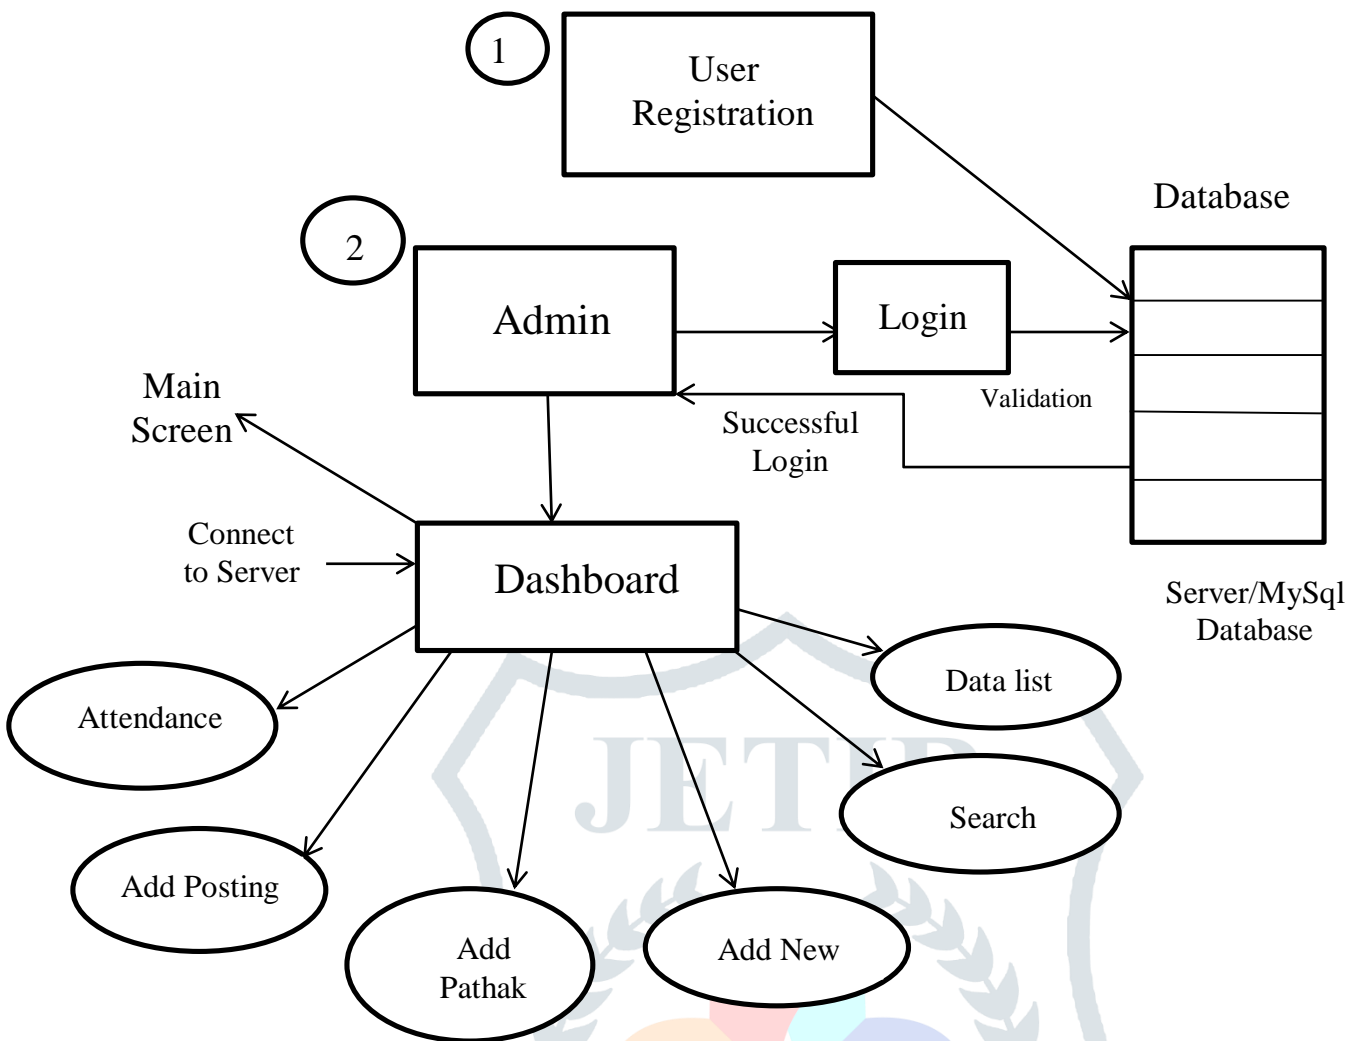 1
User
Registration
Database
2
Admin
Login
Main
Screen
Validation
Successful
Login
Connect
to Server
Dashboard
Server/MySql
Database
Data list
Attendance
JETIR
Search
Add Posting
Add
Pathak
Add New